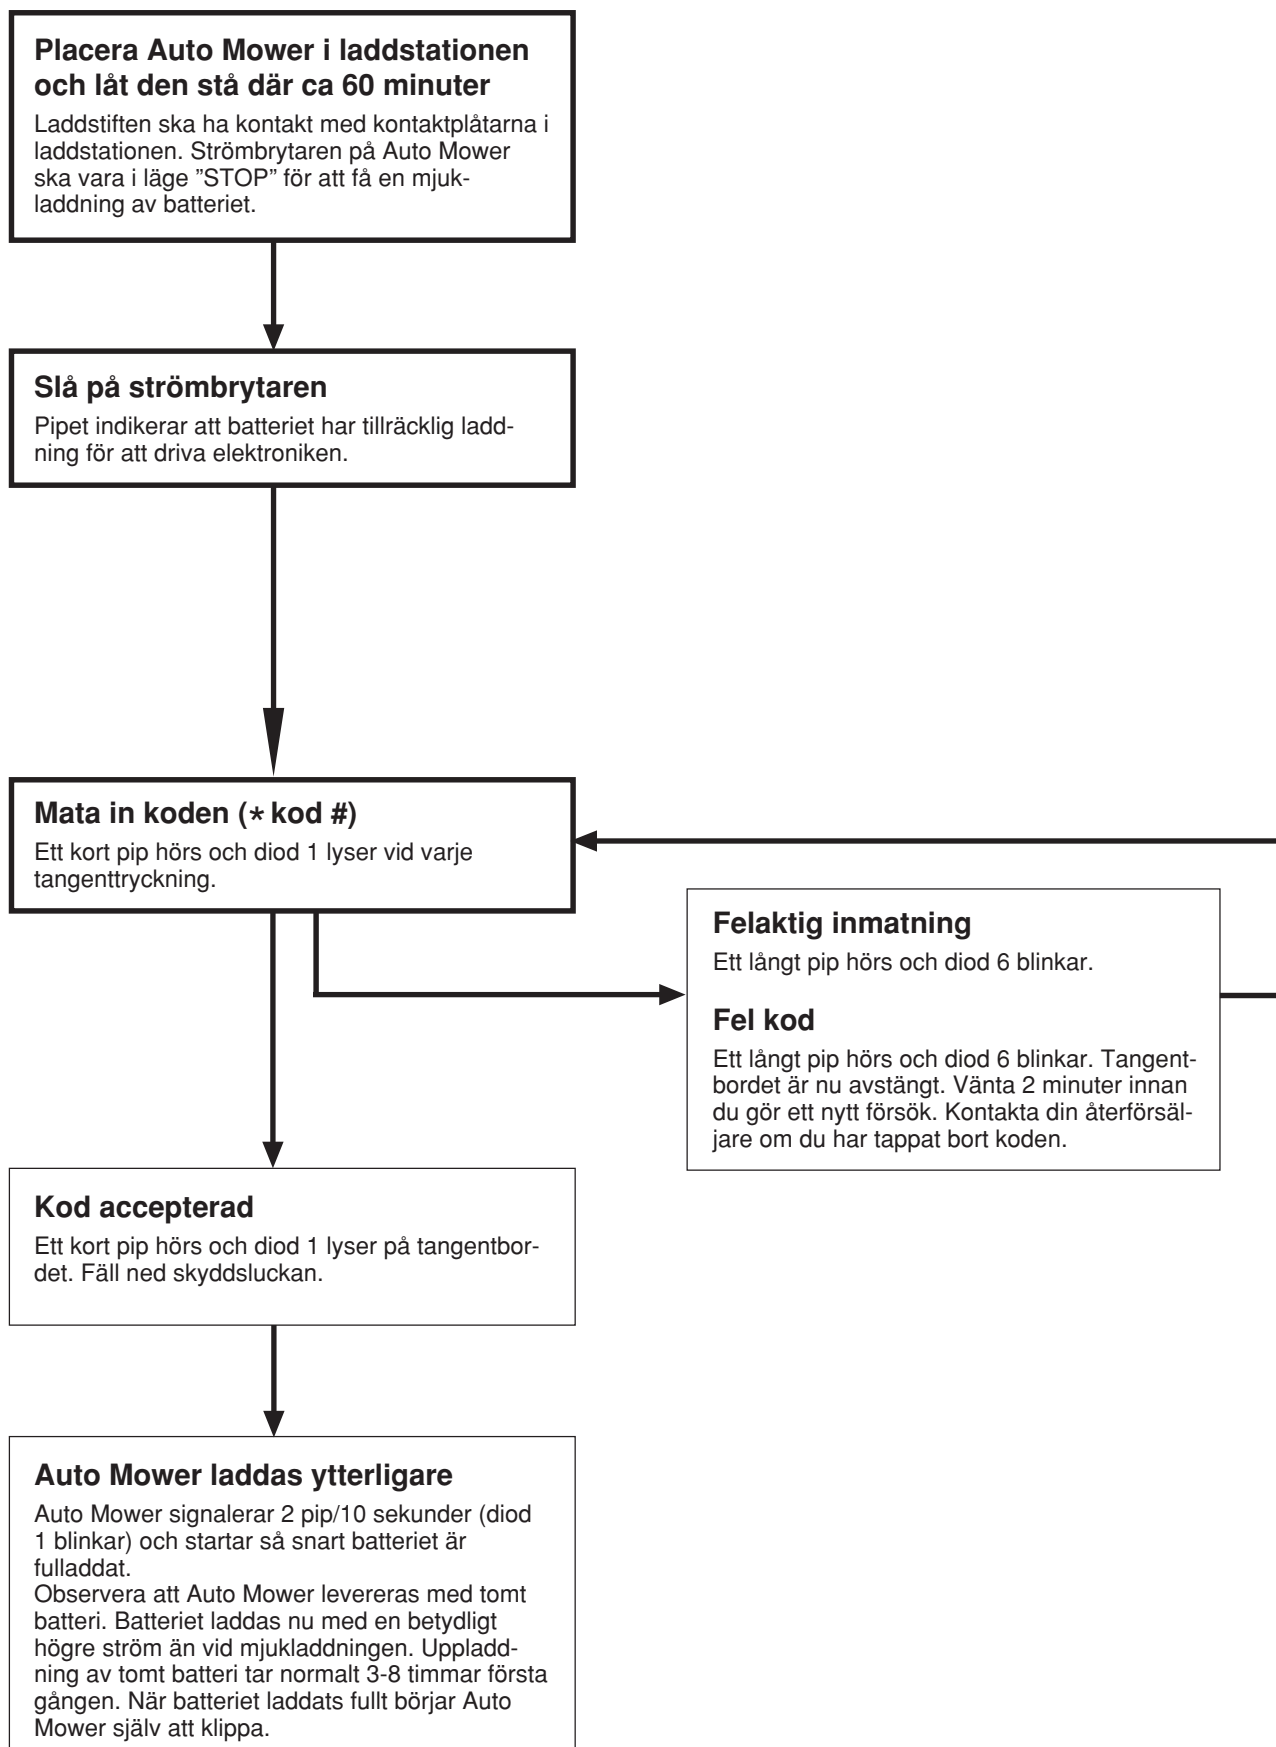 Placera Auto Mower i laddstationen
och låt den stå där ca 60 minuter
Laddstiften ska ha kontakt med kontaktplåtarna i
laddstationen. Strömbrytaren på Auto Mower
ska vara i läge ”STOP” för att få en mjuk-
laddning av batteriet.
Slå på strömbrytaren
Pipet indikerar att batteriet har tillräcklig ladd-
ning för att driva elektroniken.
Mata in koden (* kod #)
Ett kort pip hörs och diod 1 lyser vid varje
tangenttryckning.
Felaktig inmatning
Ett långt pip hörs och diod 6 blinkar.
Fel kod
Ett långt pip hörs och diod 6 blinkar. Tangent-
bordet är nu avstängt. Vänta 2 minuter innan
du gör ett nytt försök. Kontakta din återförsäl-
jare om du har tappat bort koden.
Kod accepterad
Ett kort pip hörs och diod 1 lyser på tangentbor-
det. Fäll ned skyddsluckan.
Auto Mower laddas ytterligare
Auto Mower signalerar 2 pip/10 sekunder (diod
1 blinkar) och startar så snart batteriet är
fulladdat.
Observera att Auto Mower levereras med tomt
batteri. Batteriet laddas nu med en betydligt
högre ström än vid mjukladdningen. Uppladd-
ning av tomt batteri tar normalt 3-8 timmar första
gången. När batteriet laddats fullt börjar Auto
Mower själv att klippa.